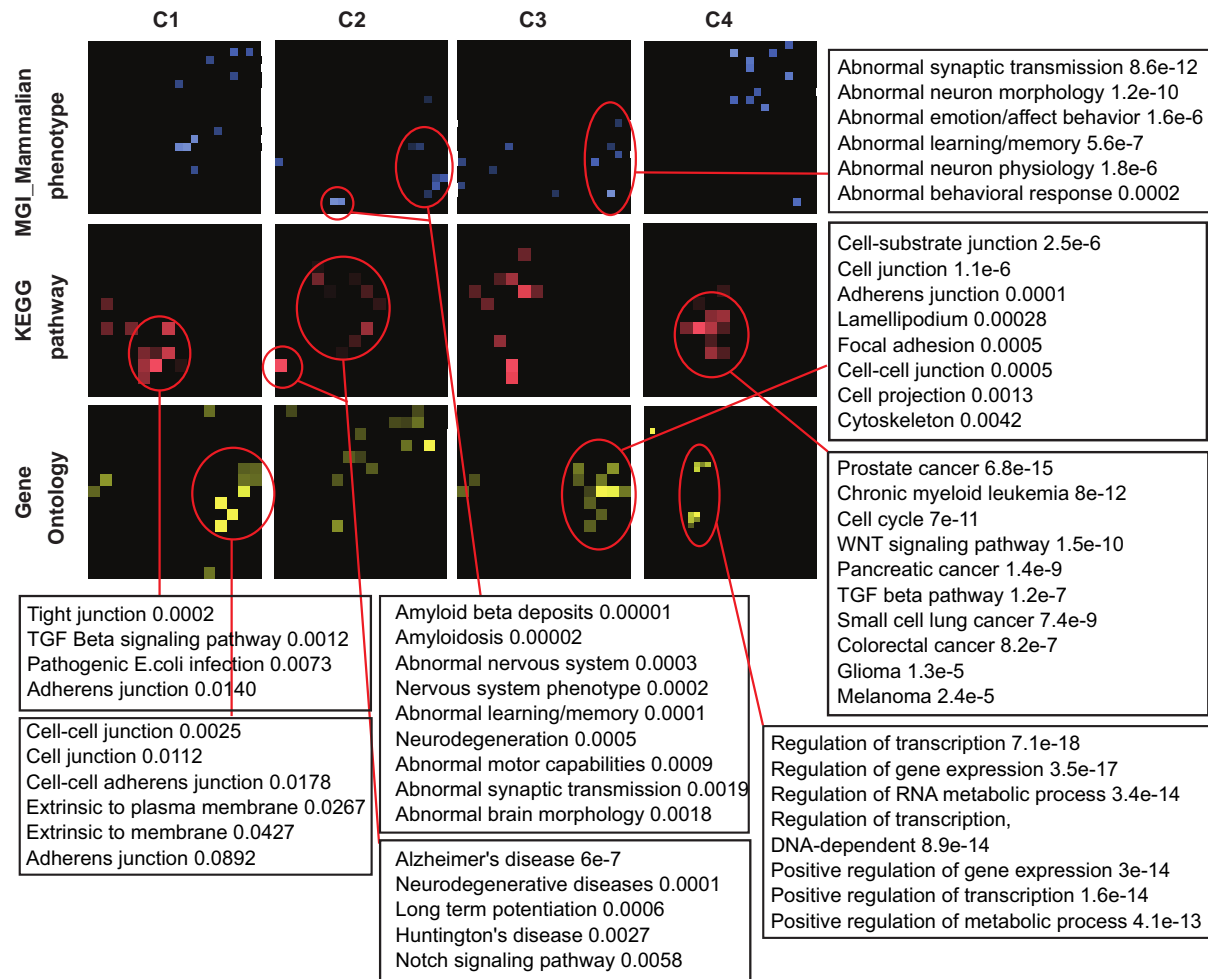 C1
C2
C3
C4
MGI_Mammalian
phenotype
KEGG
pathway
Gene
Ontology
Abnormal synaptic transmission 8.6e-12
Abnormal neuron morphology 1.2e-10
Abnormal emotion/affect behavior 1.6e-6
Abnormal learning/memory 5.6e-7
Abnormal neuron physiology 1.8e-6
Abnormal behavioral response 0.0002
Cell-substrate junction 2.5e-6
Cell junction 1.1e-6
Adherens junction 0.0001
Lamellipodium 0.00028
Focal adhesion 0.0005
Cell-cell junction 0.0005
Cell projection 0.0013
Cytoskeleton 0.0042
Prostate cancer 6.8e-15
Chronic myeloid leukemia 8e-12
Cell cycle 7e-11
WNT signaling pathway 1.5e-10
Pancreatic cancer 1.4e-9
TGF beta pathway 1.2e-7
Small cell lung cancer 7.4e-9
Colorectal cancer 8.2e-7
Glioma 1.3e-5
Melanoma 2.4e-5
Tight junction 0.0002
TGF Beta signaling pathway 0.0012
Pathogenic E.coli infection 0.0073
Adherens junction 0.0140
Cell-cell junction 0.0025
Cell junction 0.0112
Cell-cell adherens junction 0.0178
Extrinsic to plasma membrane 0.0267
Extrinsic to membrane 0.0427
Adherens junction 0.0892
Amyloid beta deposits 0.00001
Amyloidosis 0.00002
Abnormal nervous system 0.0003
Nervous system phenotype 0.0002
Abnormal learning/memory 0.0001
Neurodegeneration 0.0005
Abnormal motor capabilities 0.0009
Abnormal synaptic transmission 0.0019
Abnormal brain morphology 0.0018
Alzheimer's disease 6e-7
Neurodegenerative diseases 0.0001
Long term potentiation 0.0006
Huntington's disease 0.0027
Notch signaling pathway 0.0058
Regulation of transcription 7.1e-18
Regulation of gene expression 3.5e-17
Regulation of RNA metabolic process 3.4e-14
Regulation of transcription,
DNA-dependent 8.9e-14
Positive regulation of gene expression 3e-14
Positive regulation of transcription 1.6e-14
Positive regulation of metabolic process 4.1e-13